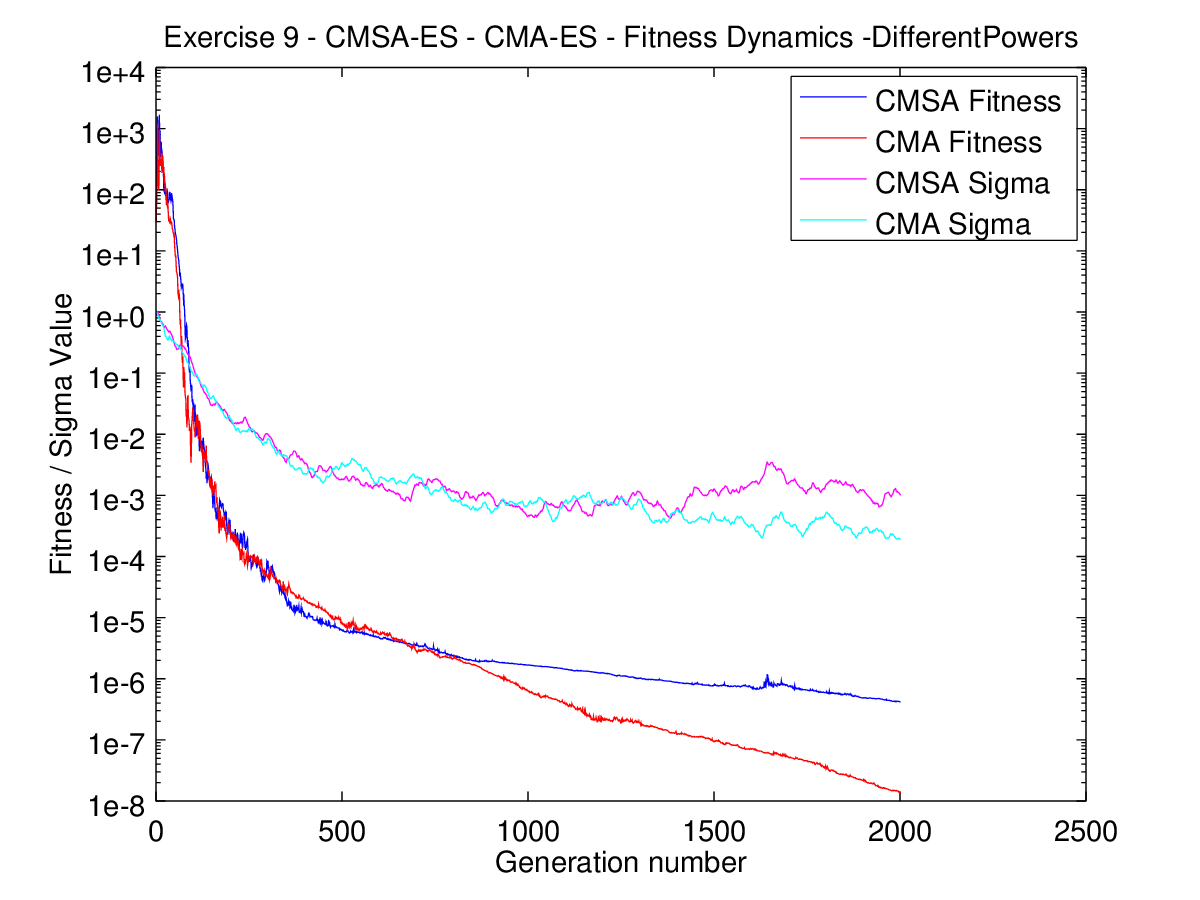 Exercise 9 - CMSA-ES - CMA-ES - Fitness Dynamics -DifferentPowers
1e+4
1e+3
1e+2
1e+1
1e+0
1e-1
1e-2
1e-3
1e-4
1e-5
1e-6
1e-7
1e-8
Fitness / Sigma Value
CMSA Fitness
CMA Fitness
CMSA Sigma
CMA Sigma
0 500 1000 1500 2000 2500
Generation number